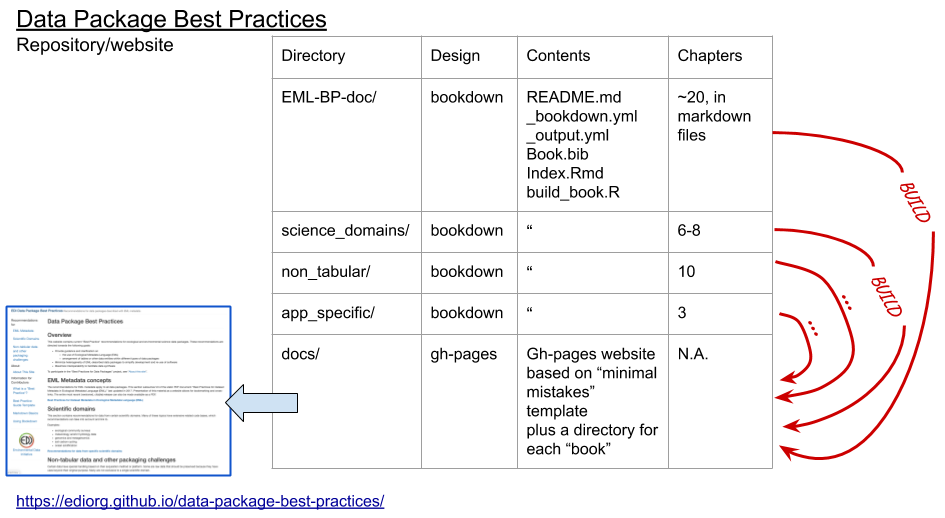 Data Package Best Practices
Repository/website
Directory Design Contents Chapters
EML-BP-doc/ bookdown README.md ~20, in
_bookdown.yml markdown
_output.yml files
Book.bib
Index.Rmd
build_book.R
science_domains/ bookdown “ 6-8
non_tabular/ bookdown “ 10
app_specific/ bookdown “ 3
docs/ gh-pages Gh-pages website N.A.
based on “minimal
mistakes”
template
plus a directory for
each “book”
BUILD
BUILD
...
...
Data Package Best Practices
Overview
EML Metadata concepts
Scientific domains
Non-tabular data and other packaging challenges
EDI
https://ediorg.github.io/data-package-best-practices/